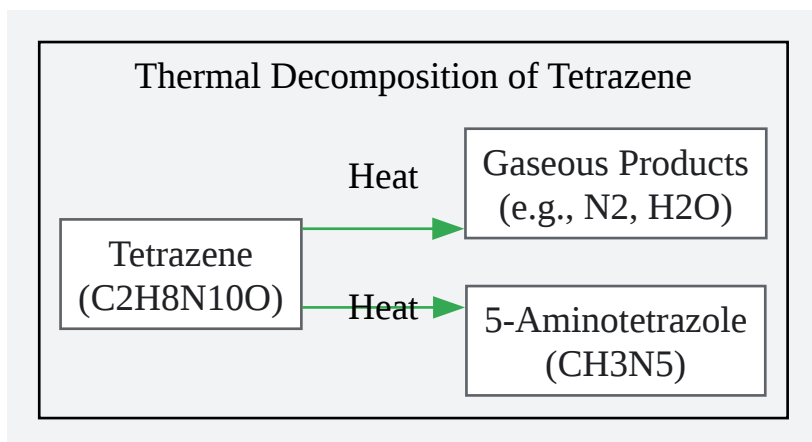 Thermal Decomposition of Tetrazene
Heat
Gaseous Products
(e.g., N2, H2O)
Tetrazene
(C2H8N10O)
Heat
5-Aminotetrazole
(CH3N5)